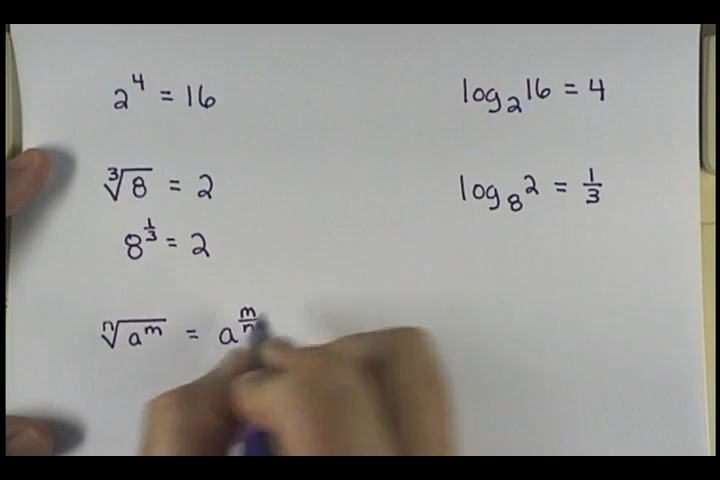 2⁴ = 16
log₂16 = 4
∛8 = 2
log₈2 = 1/3
8^(1/3) = 2
ⁿ√(aᵐ) = a^(m/n)